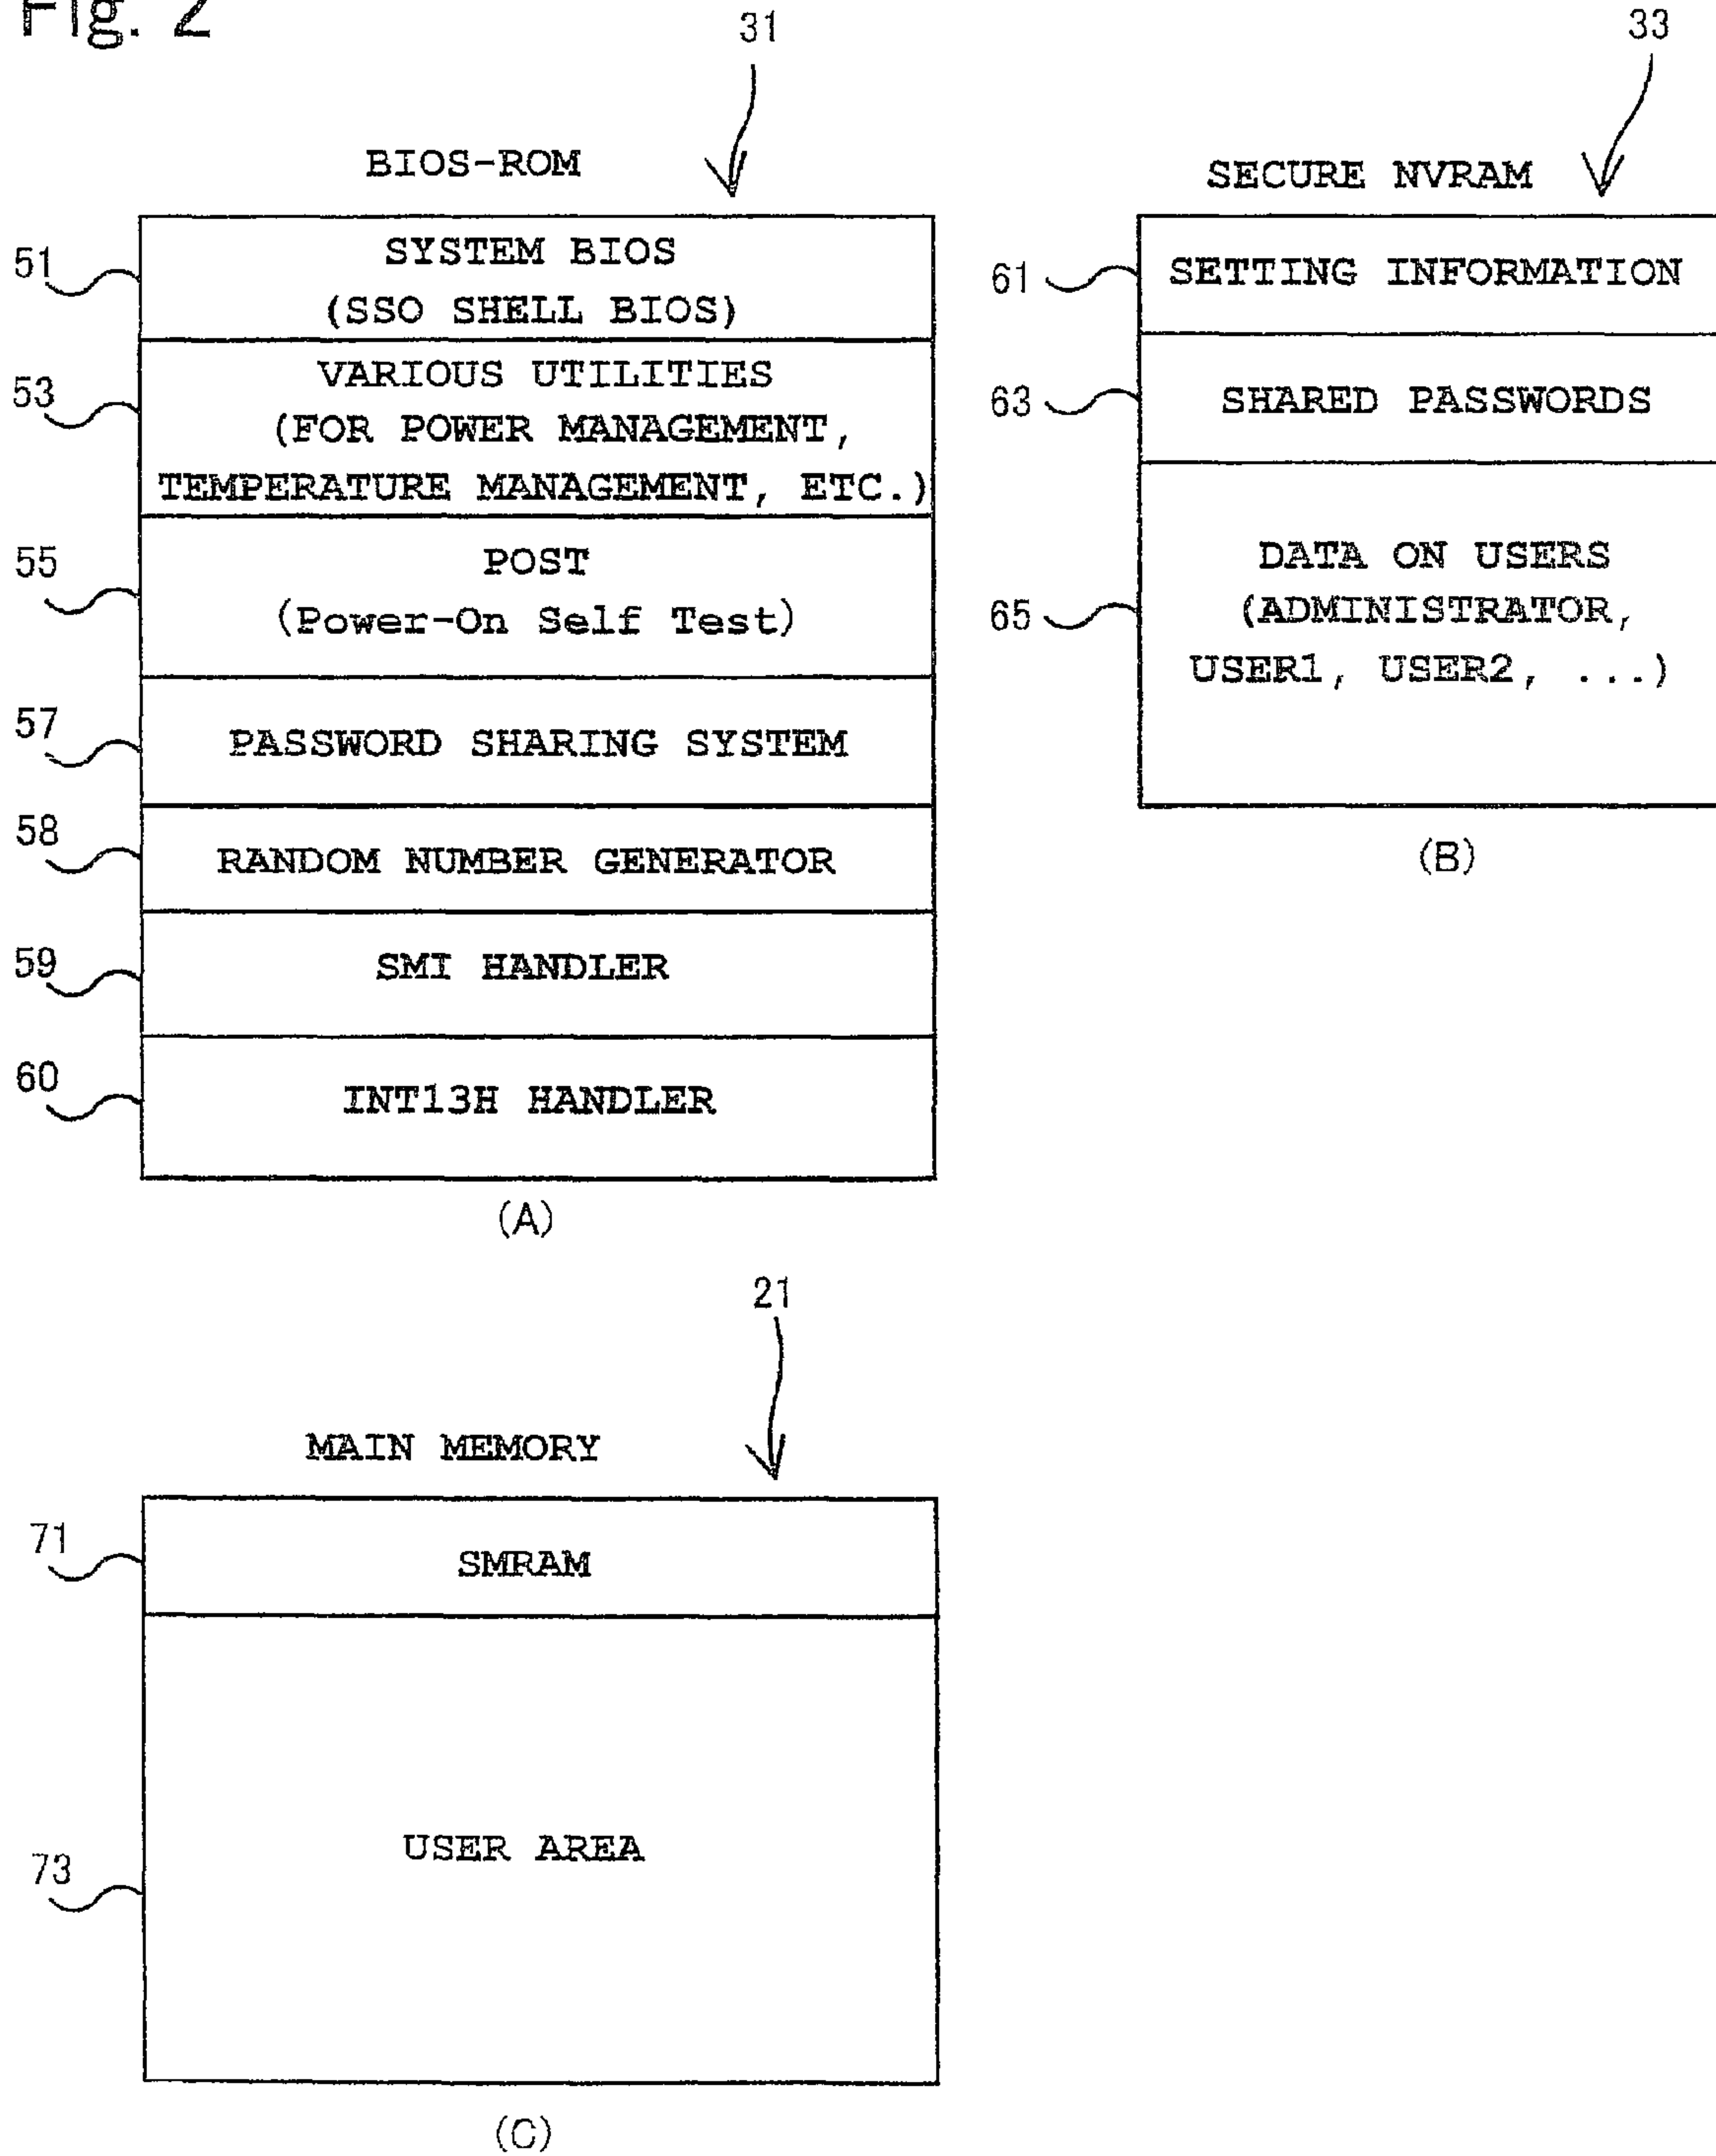 Fig. 2
31
BIOS-ROM
51
SYSTEM BIOS
(SSO SHELL BIOS)
53
VARIOUS UTILITIES
(FOR POWER MANAGEMENT,
TEMPERATURE MANAGEMENT, ETC.)
55
POST
(Power-On Self Test)
57
PASSWORD SHARING SYSTEM
58
RANDOM NUMBER GENERATOR
59
SMI HANDLER
60
INT13H HANDLER
(A)
33
SECURE NVRAM
61
SETTING INFORMATION
63
SHARED PASSWORDS
65
DATA ON USERS
(ADMINISTRATOR,
USER1, USER2, ...)
(B)
21
MAIN MEMORY
71
SMRAM
73
USER AREA
(C)